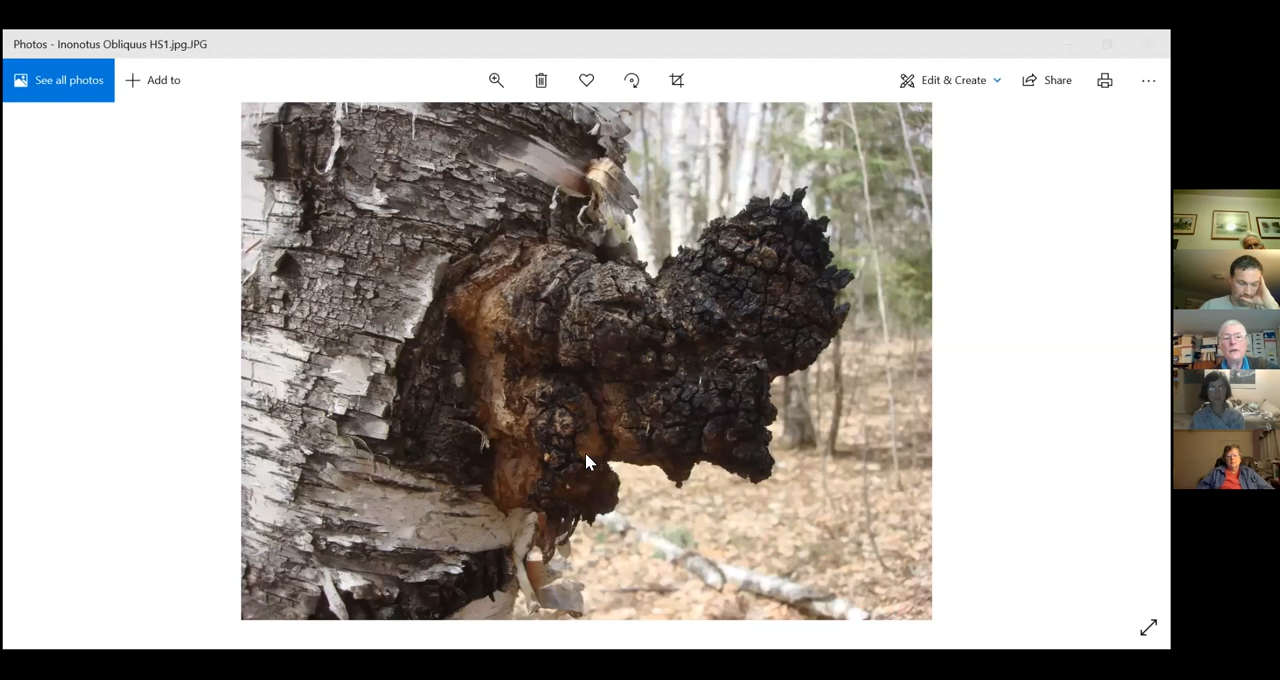 Photos - Inonotus Obliquus HS1.jpg.JPG
See all photos
Add to
Edit & Create
Share